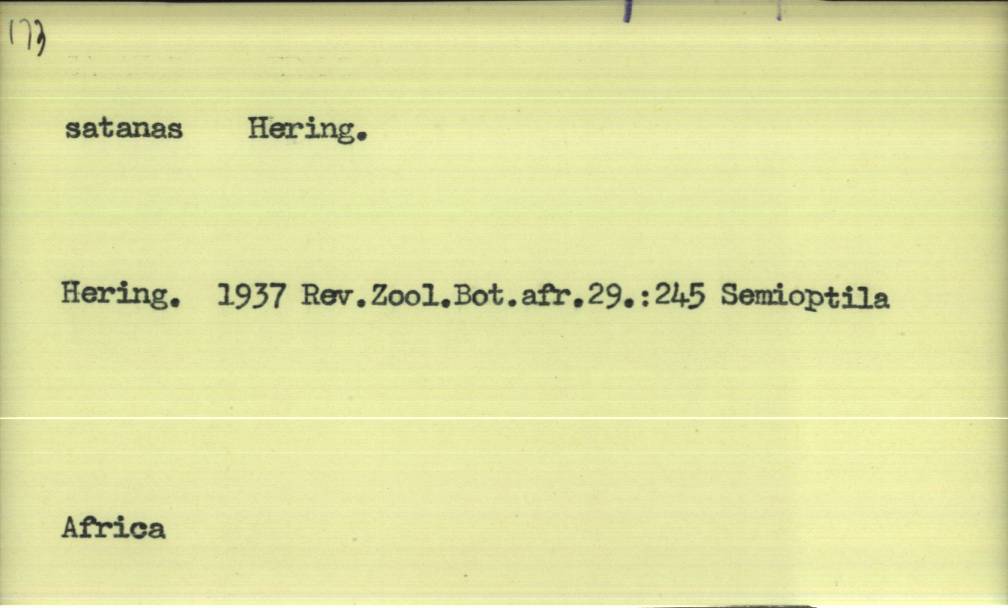 173
satanas Hering.
Hering. 1937 Rev.Zool.Bot.afr.29.:245 Semioptila
Africa